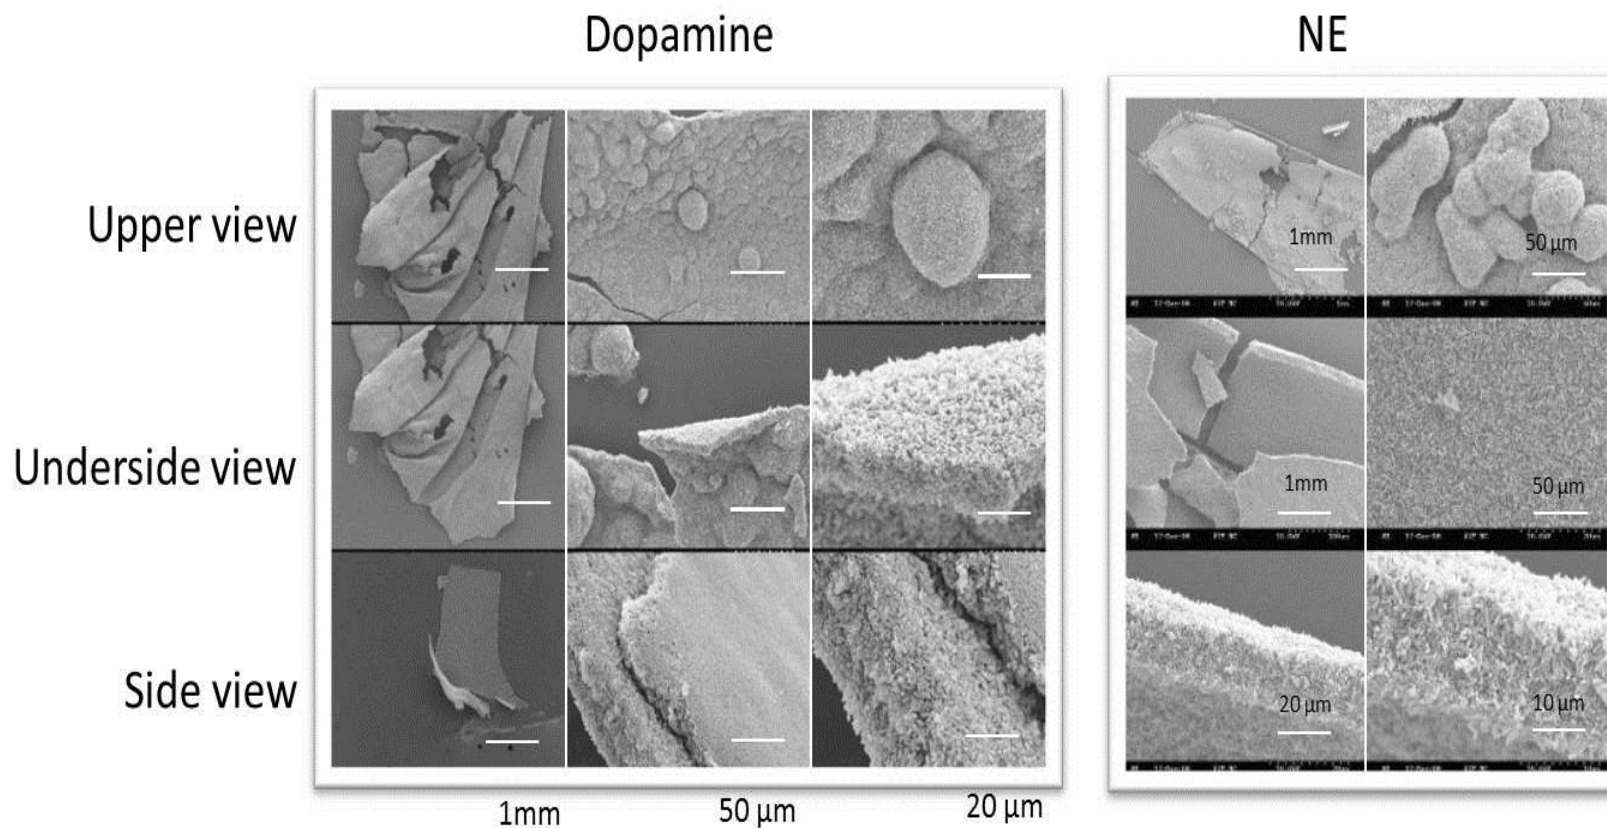 Dopamine
NE
Upper view
1mm
50 µm
Underside view
1mm
50 µm
Side view
20 µm
10 µm
1mm
50 µm
20 µm